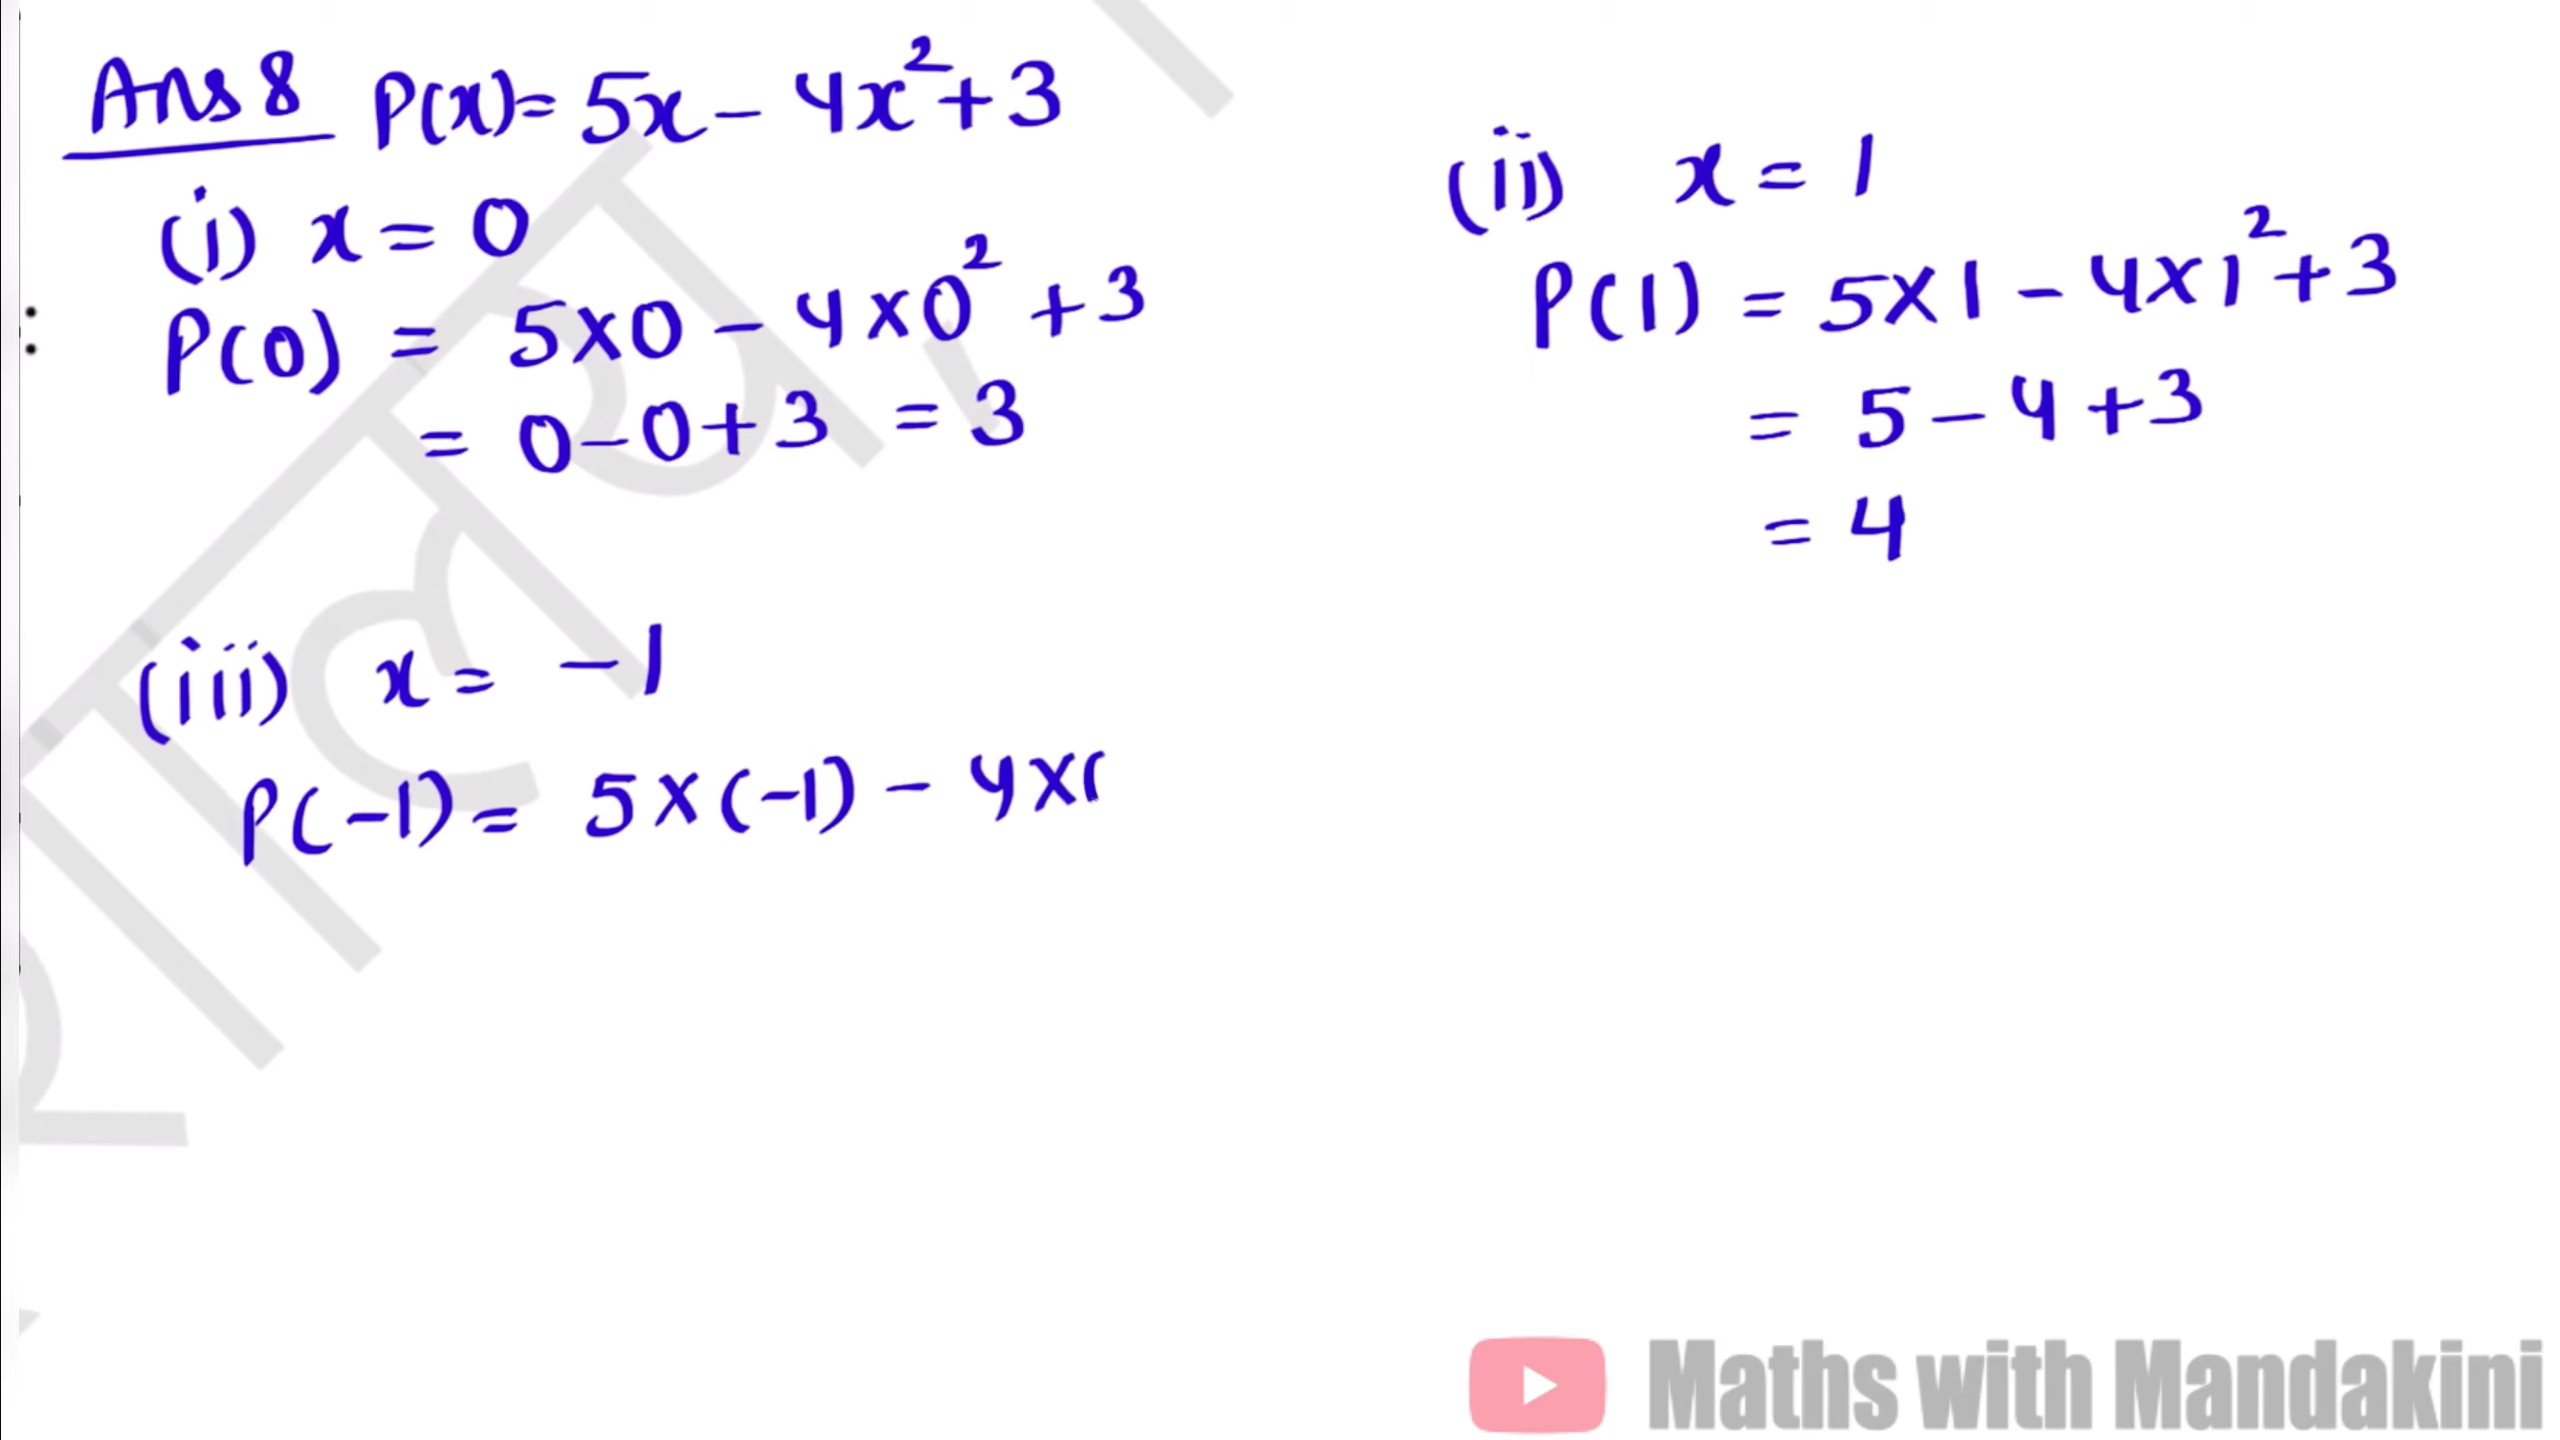 Ans 8 P(x) = 5x - 4x² + 3
(i) x = 0
P(0) = 5×0 - 4×0² + 3
= 0 - 0 + 3 = 3
(ii) x = 1
P(1) = 5×1 - 4×1² + 3
= 5 - 4 + 3
= 4
(iii) x = -1
P(-1) = 5×(-1) - 4×(
Maths with Mandakini